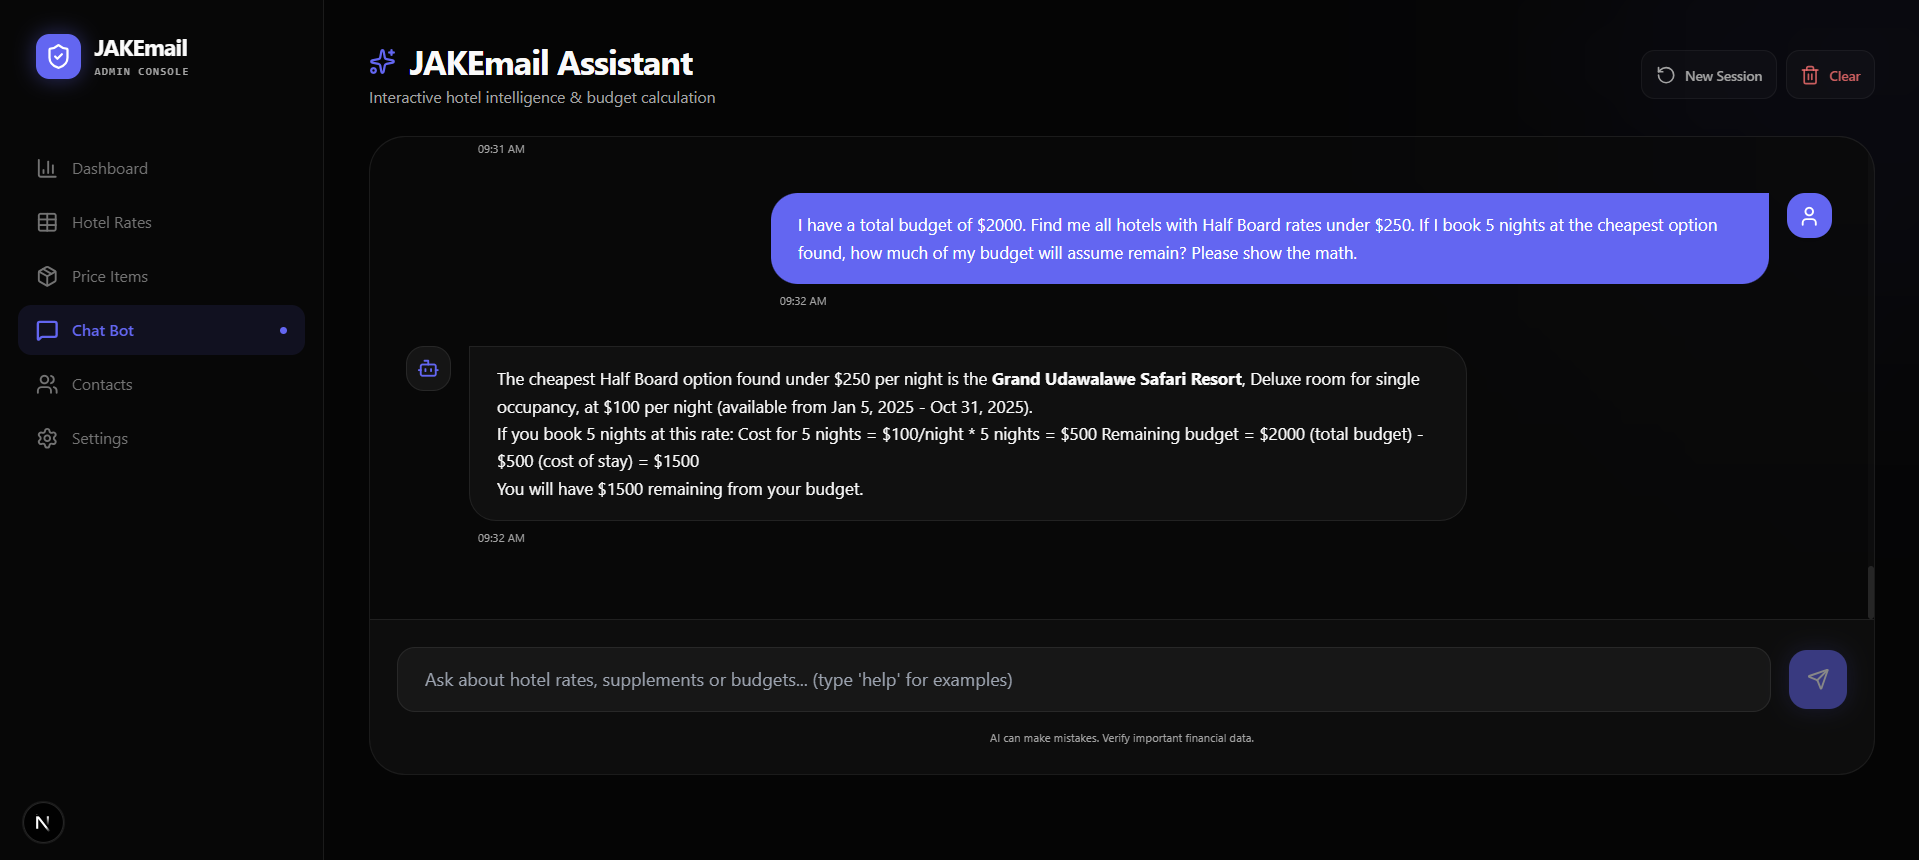 JAKEmail
ADMIN CONSOLE
Dashboard
Hotel Rates
Price Items
Chat Bot
Contacts
Settings
N
JAKEmail Assistant
Interactive hotel intelligence & budget calculation
New Session
Clear
09:31 AM
I have a total budget of $2000. Find me all hotels with Half Board rates under $250. If I book 5 nights at the cheapest option
found, how much of my budget will assume remain? Please show the math.
09:32 AM
The cheapest Half Board option found under $250 per night is the Grand Udawalawe Safari Resort, Deluxe room for single
occupancy, at $100 per night (available from Jan 5, 2025 - Oct 31, 2025).
If you book 5 nights at this rate: Cost for 5 nights = $100/night * 5 nights = $500 Remaining budget = $2000 (total budget) -
$500 (cost of stay) = $1500
You will have $1500 remaining from your budget.
09:32 AM
Ask about hotel rates, supplements or budgets... (type 'help' for examples)
AI can make mistakes. Verify important financial data.